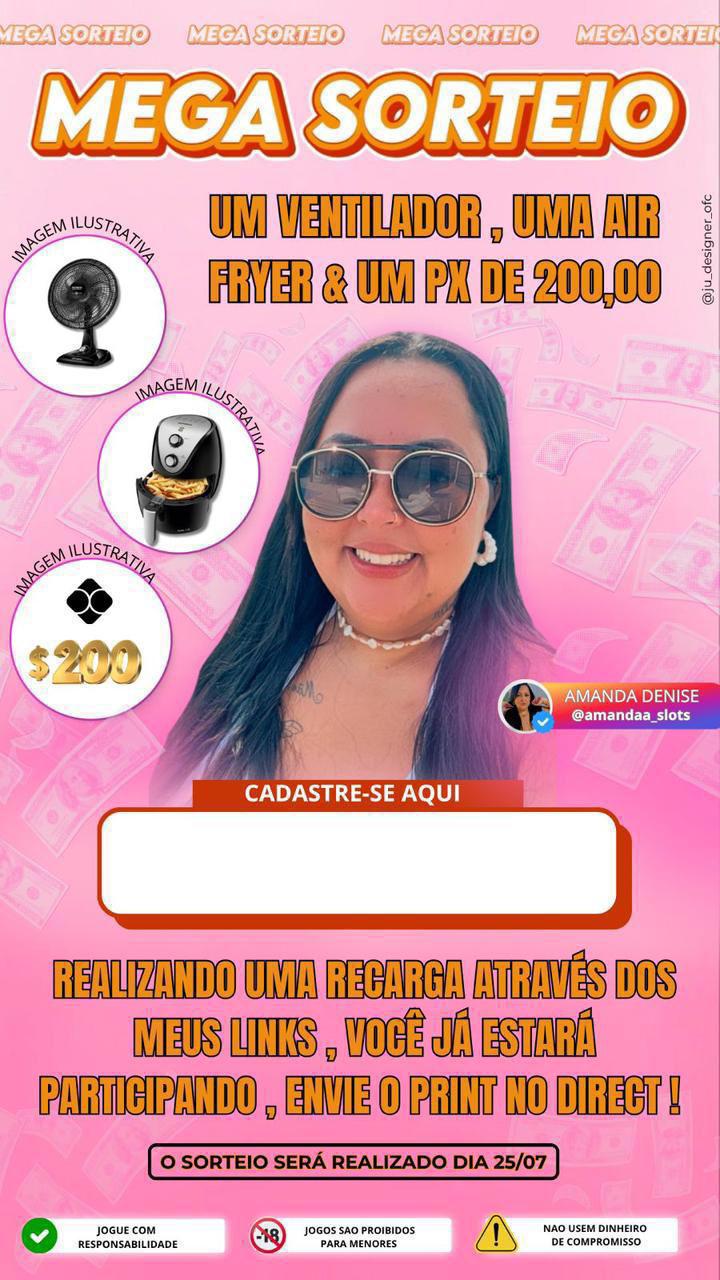 MEGA SORTEIO MEGA SORTEIO MEGA SORTEIO MEGA SORTEI
MEGA SORTEIO
UM VENTILADOR , UMA AIR
FRYER & UM PX DE 200,00
@ju_designer_ofc
IMAGEM ILUSTRATIVA
IMAGEM ILUSTRATIVA
IMAGEM ILUSTRATIVA
$200
AMANDA DENISE
@amandaa_slots
CADASTRE-SE AQUI
REALIZANDO UMA RECARGA ATRAVÉS DOS
MEUS LINKS , VOCÊ JÁ ESTARÁ
PARTICIPANDO , ENVIE O PRINT NO DIRECT !
O SORTEIO SERÁ REALIZADO DIA 25/07
JOGUE COM
RESPONSABILIDADE
-18
JOGOS SAO PROIBIDOS
PARA MENORES
NAO USEM DINHEIRO
DE COMPROMISSO